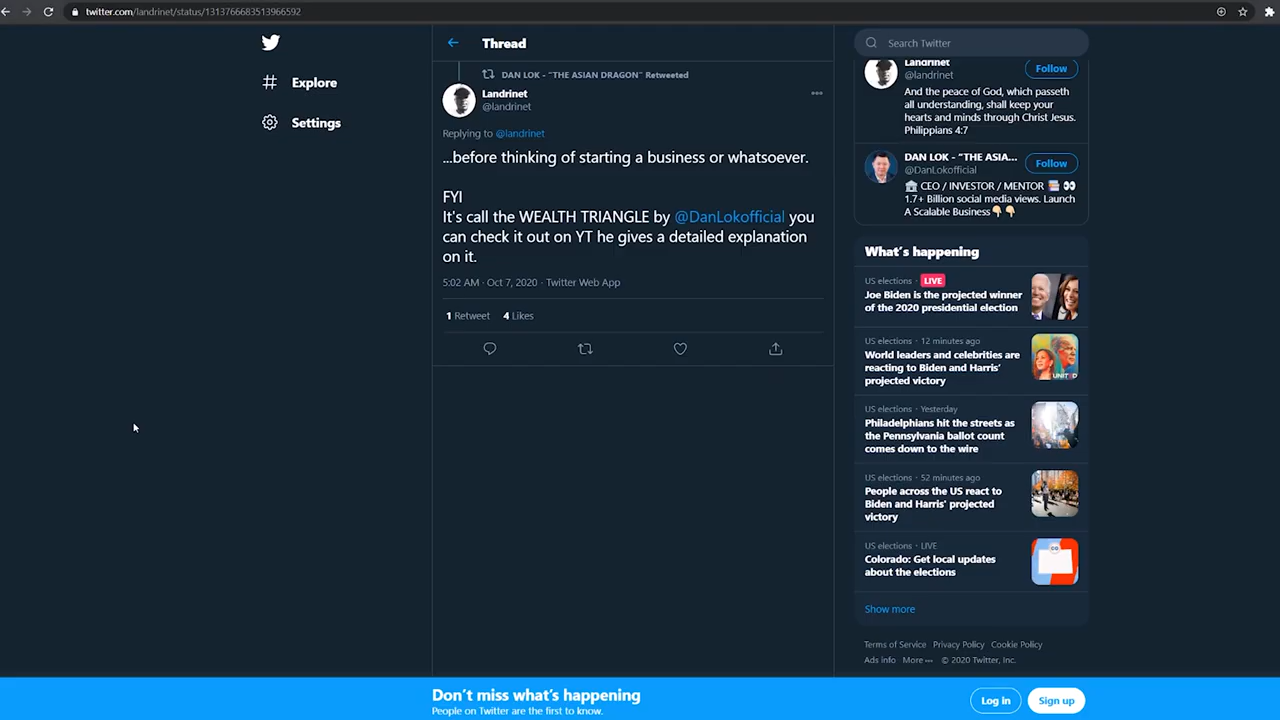 twitter.com/landrinet/status/1313766683513966592
Explore
Settings
Thread
DAN LOK - "THE ASIAN DRAGON" Retweeted
Landrinet
@landrinet
Replying to @landrinet
...before thinking of starting a business or whatsoever.
FYI
It's call the WEALTH TRIANGLE by @DanLokofficial you
can check it out on YT he gives a detailed explanation
on it.
5:02 AM · Oct 7, 2020 · Twitter Web App
1 Retweet 4 Likes
Search Twitter
Landrinet
@landrinet
Follow
And the peace of God, which passeth
all understanding, shall keep your
hearts and minds through Christ Jesus.
Philippians 4:7
DAN LOK - "THE ASIA...
@DanLokofficial
Follow
CEO / INVESTOR / MENTOR
1.7+ Billion social media views. Launch
A Scalable Business
What's happening
US elections · LIVE
Joe Biden is the projected winner
of the 2020 presidential election
US elections · 12 minutes ago
World leaders and celebrities are
reacting to Biden and Harris'
projected victory
UNITED
US elections · Yesterday
Philadelphians hit the streets as
the Pennsylvania ballot count
comes down to the wire
US elections · 52 minutes ago
People across the US react to
Biden and Harris' projected
victory
US elections · LIVE
Colorado: Get local updates
about the elections
CO
Show more
Terms of Service Privacy Policy Cookie Policy
Ads info More ••• © 2020 Twitter, Inc.
Don't miss what's happening
People on Twitter are the first to know.
Log in
Sign up